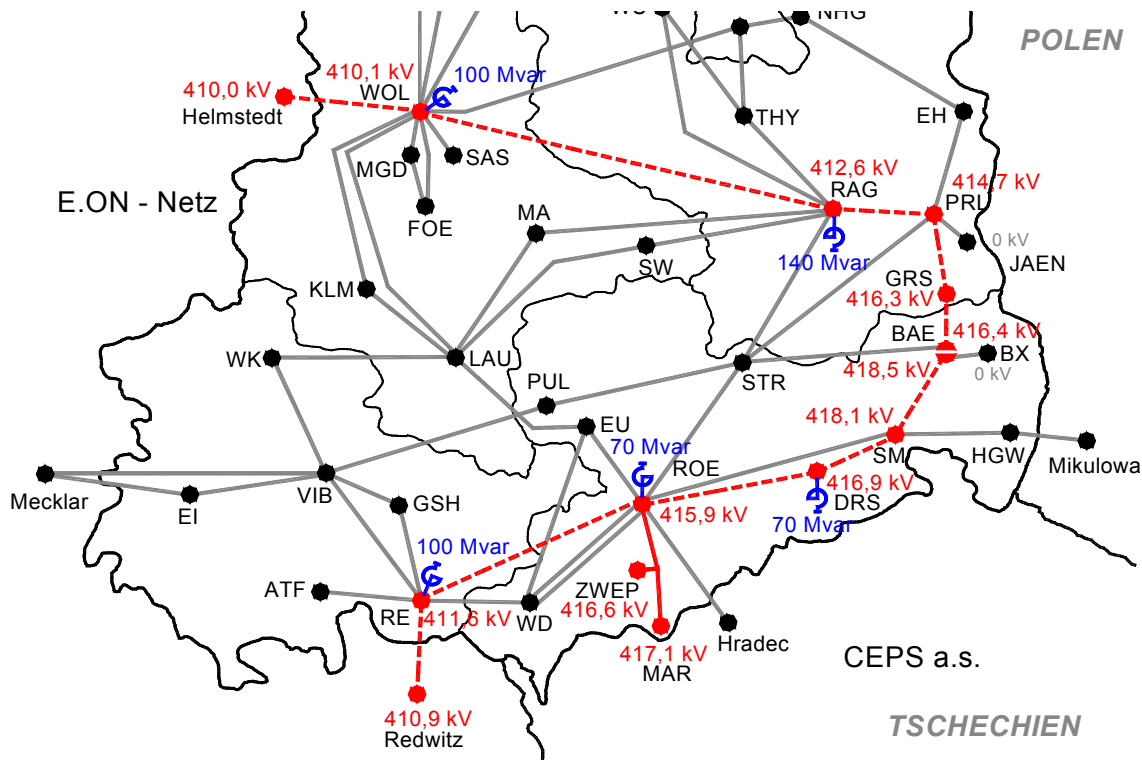 NHG
POLEN
410,1 kV
100 Mvar
410,0 kV
WOL
Helmstedt
THY
EH
MGD
SAS
412,6 kV
RAG
414,7 kV
PRL
E.ON - Netz
FOE
MA
SW
140 Mvar
0 kV
JAEN
GRS
416,3 kV
KLM
BAE
416,4 kV
WK
LAU
BX
418,5 kV
0 kV
STR
PUL
EU
418,1 kV
70 Mvar
ROE
SM
HGW
Mikulowa
Mecklar
VIB
EI
GSH
416,9 kV
DRS
415,9 kV
70 Mvar
100 Mvar
ATF
ZWEP
RE
411,6 kV
WD
416,6 kV
Hradec
417,1 kV
MAR
CEPS a.s.
410,9 kV
Redwitz
TSCHECHIEN